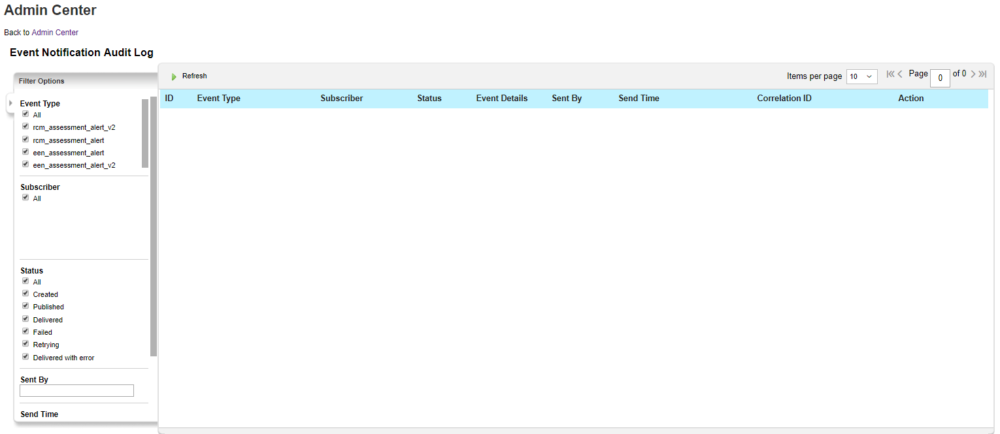 Admin Center
Back to Admin Center
Event Notification Audit Log
Filter Options
Event Type
All
rcm_assessment_alert_v2
rcm_assessment_alert
een_assessment_alert
een_assessment_alert_v2
Subscriber
All
Status
All
Created
Published
Delivered
Failed
Retrying
Delivered with error
Sent By
Send Time
Refresh
Items per page 10 Page 0 of 0
ID Event Type Subscriber Status Event Details Sent By Send Time Correlation ID Action